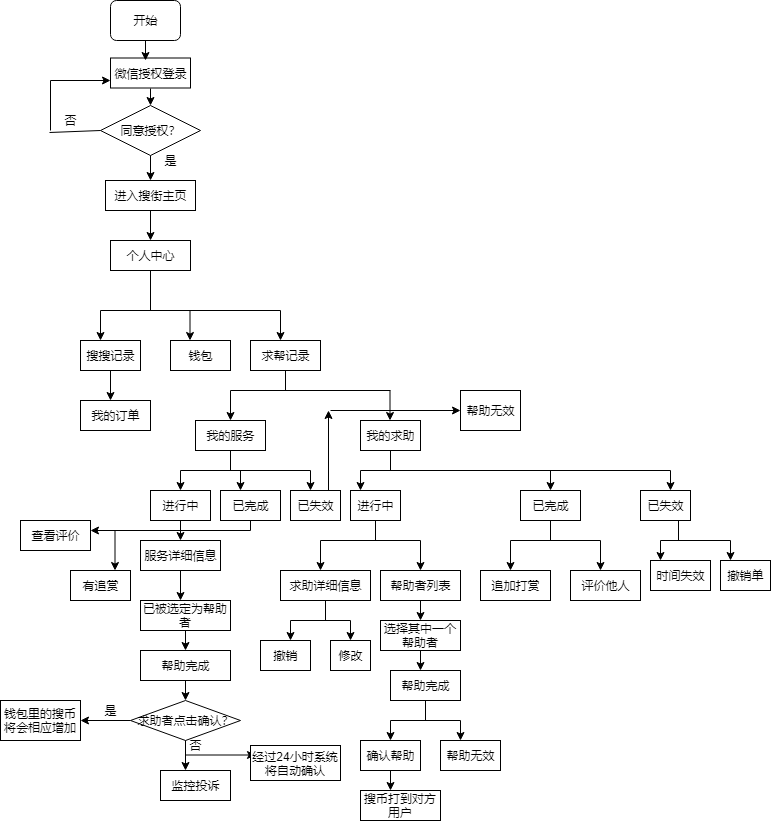 开始
微信授权登录
否
同意授权？
是
进入搜街主页
个人中心
搜搜记录
钱包
求帮记录
我的订单
帮助无效
我的服务
我的求助
进行中
已完成
已失效
进行中
已完成
已失效
查看评价
服务详细信息
有追赏
求助详细信息
帮助者列表
追加打赏
评价他人
时间失效
撤销单
已被选定为帮助
者
选择其中一个
帮助者
撤销
修改
帮助完成
帮助完成
钱包里的搜币
将会相应增加
是
求助者点击确认？
否
经过24小时系统
将自动确认
确认帮助
帮助无效
监控投诉
搜币打到对方
用户